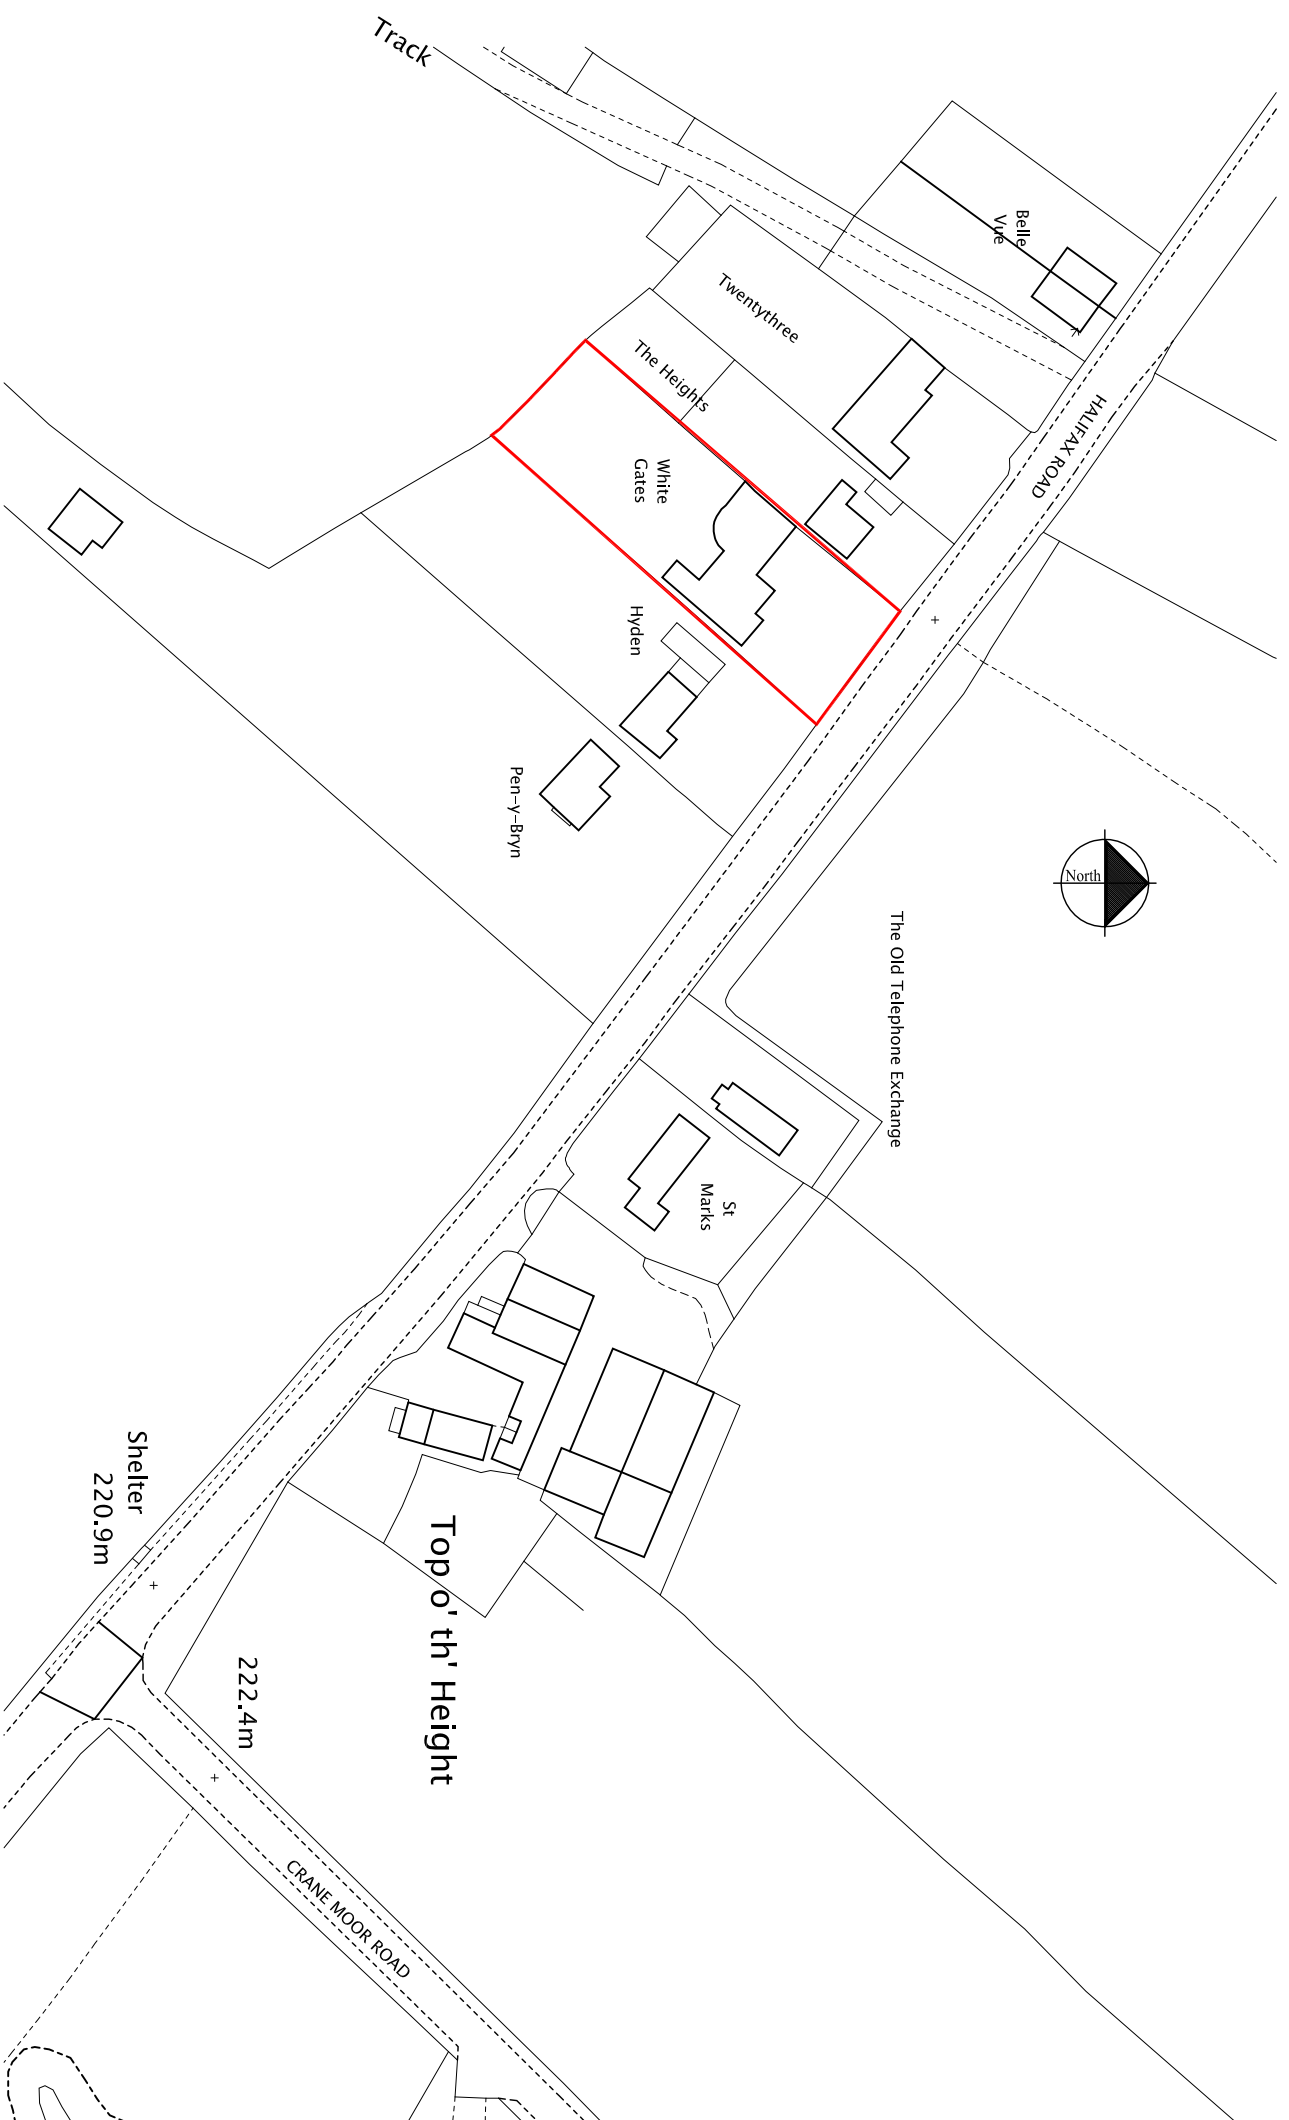 Track
Belle
Vue
Twentythree
The Heights
HALIFAX ROAD
White
Gates
Hyden
Pen-y-Bryn
North
The Old Telephone Exchange
St
Marks
Shelter
220.9m
Top o' th' Height
222.4m
CRANE MOOR ROAD